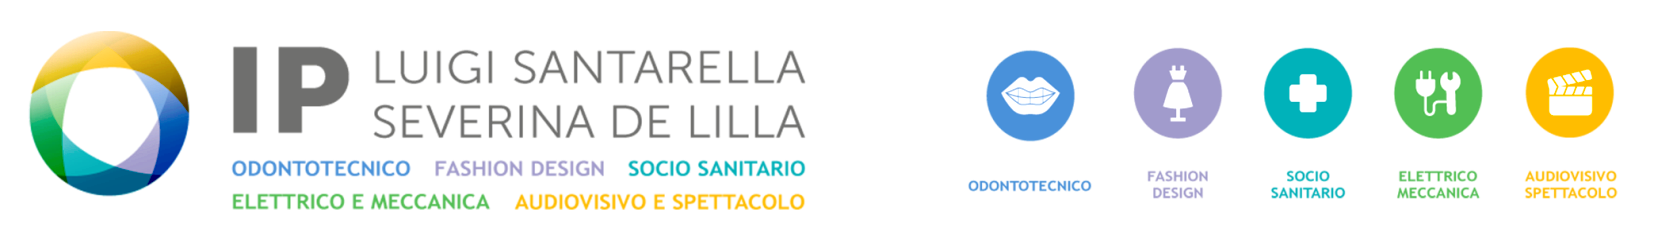 IP LUIGI SANTARELLA
SEVERINA DE LILLA
ODONTOTECNICO FASHION DESIGN SOCIO SANITARIO
ELETTRICO E MECCANICA AUDIOVISIVO E SPETTACOLO
ODONTOTECNICO
FASHION
DESIGN
SOCIO
SANITARIO
ELETTRICO
MECCANICA
AUDIOVISIVO
SPETTACOLO